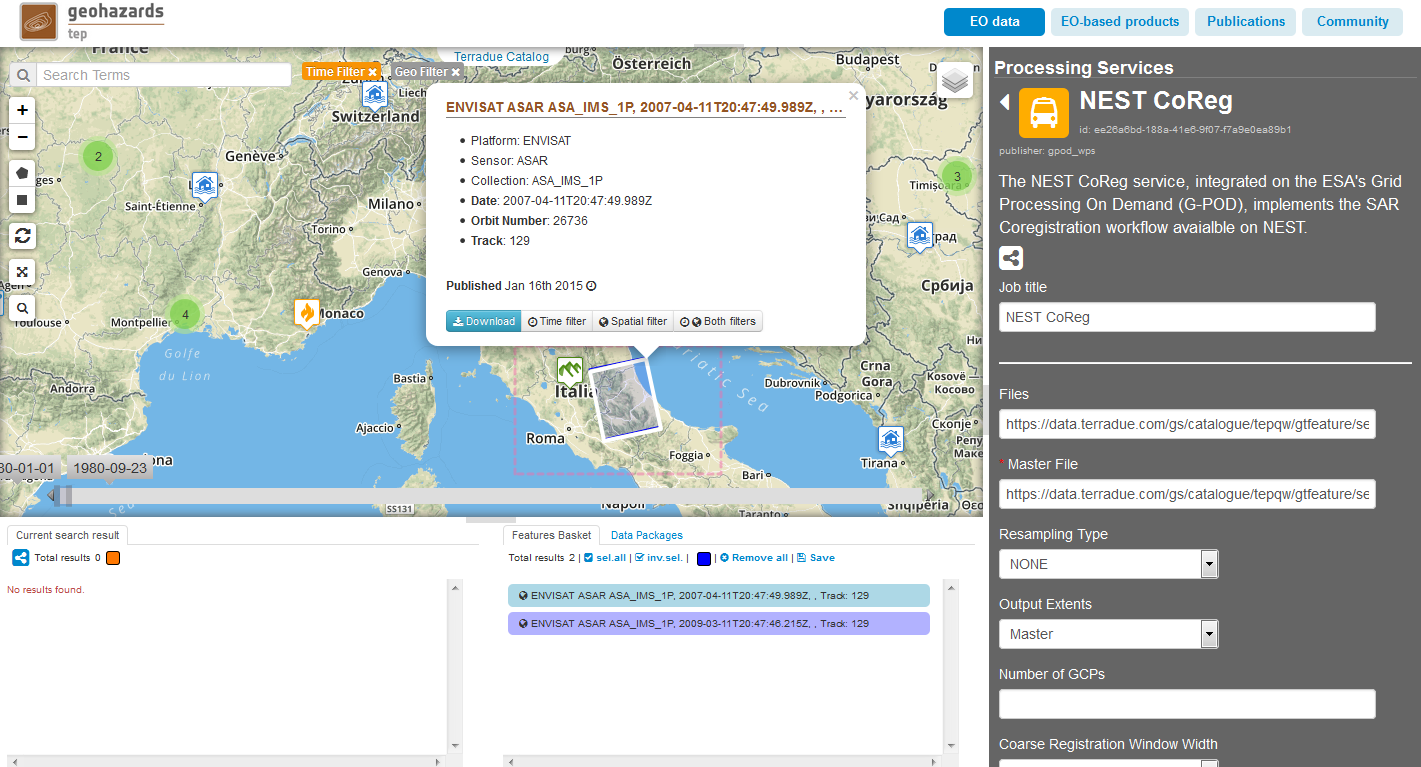 geohazards
tep
EO data
EO-based products
Publications
Community
France
Terradue Catalog
burg
Österreich
Budapest
Search Terms
Time Filter ×
Geo Filter ×
Liech
Switzerland
yarország
Genève
2
3
Timișoara
ges
Saint-Étienne
Milano
Torino
Genova
Monaco
4
Toulouse
Montpellier
Golfe
du Lion
Andorra
Bastia
Ajaccio
ENVISAT ASAR ASA_IMS_1P, 2007-04-11T20:47:49.989Z, , ...
×
Platform: ENVISAT
Sensor: ASAR
Collection: ASA_IMS_1P
Date: 2007-04-11T20:47:49.989Z
Orbit Number: 26736
Track: 129
Published Jan 16th 2015
Download
Time filter
Spatial filter
Both filters
град
Србија
Italia
Roma
Adriatic Sea
Dubrovnik
Crna
Gora
Podgorica
Kosovë —
Косово
Скопје
Tirana
Foggia
Bari
Napoli
Taranto
Shqipëria
SS131
80-01-01
1980-09-23
ona
Current search result
Total results 0
No results found.
Features Basket
Data Packages
Total results 2 | sel.all | inv.sel. | | Remove all | Save
ENVISAT ASAR ASA_IMS_1P, 2007-04-11T20:47:49.989Z, , Track: 129
ENVISAT ASAR ASA_IMS_1P, 2009-03-11T20:47:46.215Z, , Track: 129
Processing Services
NEST CoReg
id: ee26a6bd-188a-41e6-9f07-f7a9e0ea89b1
publisher: gpod_wps
The NEST CoReg service, integrated on the ESA's Grid
Processing On Demand (G-POD), implements the SAR
Coregistration workflow avaialble on NEST.
Job title
NEST CoReg
Files
https://data.terradue.com/gs/catalogue/tepqw/gtfeature/se
* Master File
https://data.terradue.com/gs/catalogue/tepqw/gtfeature/se
Resampling Type
NONE
Output Extents
Master
Number of GCPs
Coarse Registration Window Width